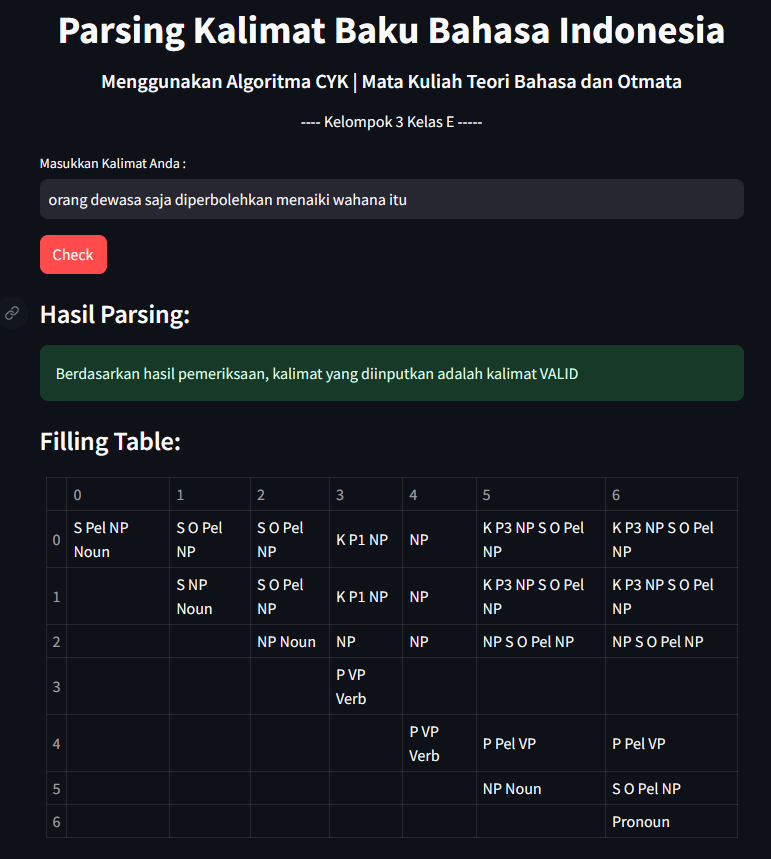 Parsing Kalimat Baku Bahasa Indonesia
Menggunakan Algoritma CYK | Mata Kuliah Teori Bahasa dan Otmata
---- Kelompok 3 Kelas E -----
Masukkan Kalimat Anda :
orang dewasa saja diperbolehkan menaiki wahana itu
Check
Hasil Parsing:
Berdasarkan hasil pemeriksaan, kalimat yang diinputkan adalah kalimat VALID
Filling Table:
0 1 2 3 4 5 6
0 S Pel NP Noun S O Pel NP S O Pel NP K P1 NP NP K P3 NP S O Pel NP K P3 NP S O Pel NP
1 S NP Noun S O Pel NP K P1 NP NP K P3 NP S O Pel NP K P3 NP S O Pel NP
2 NP Noun NP NP NP S O Pel NP NP S O Pel NP
3 P VP Verb
4 P VP Verb P Pel VP P Pel VP
5 NP Noun S O Pel NP
6 Pronoun